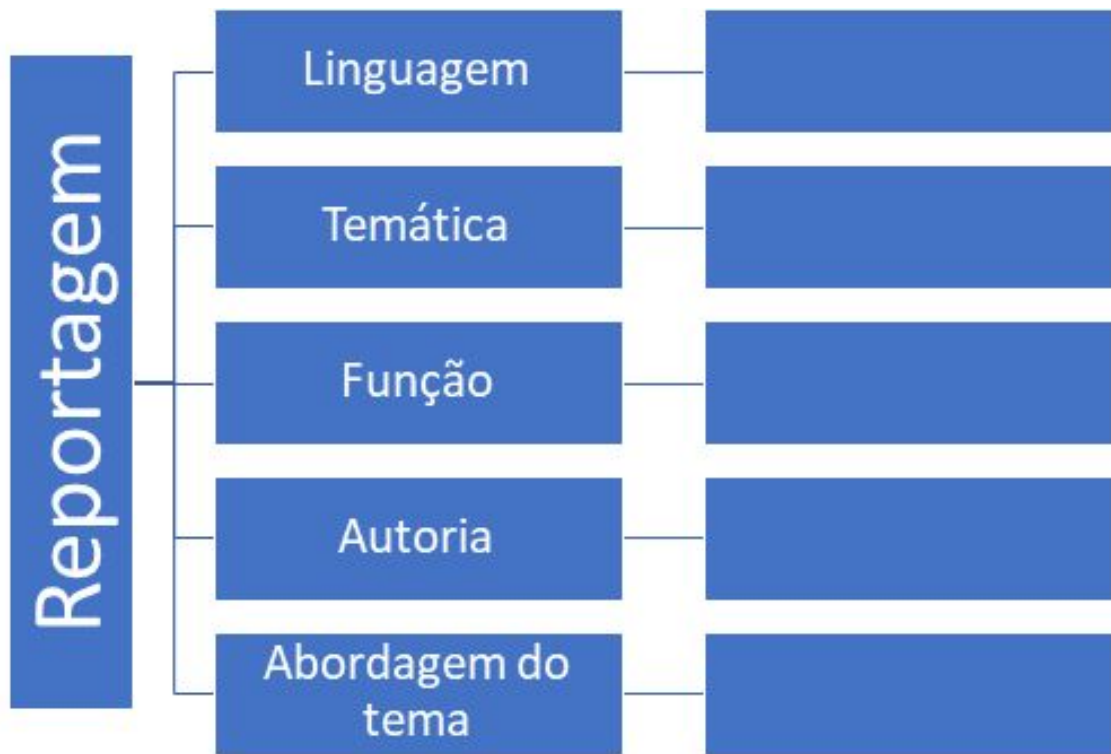 Reportagem
Linguagem
Temática
Função
Autoria
Abordagem do
tema